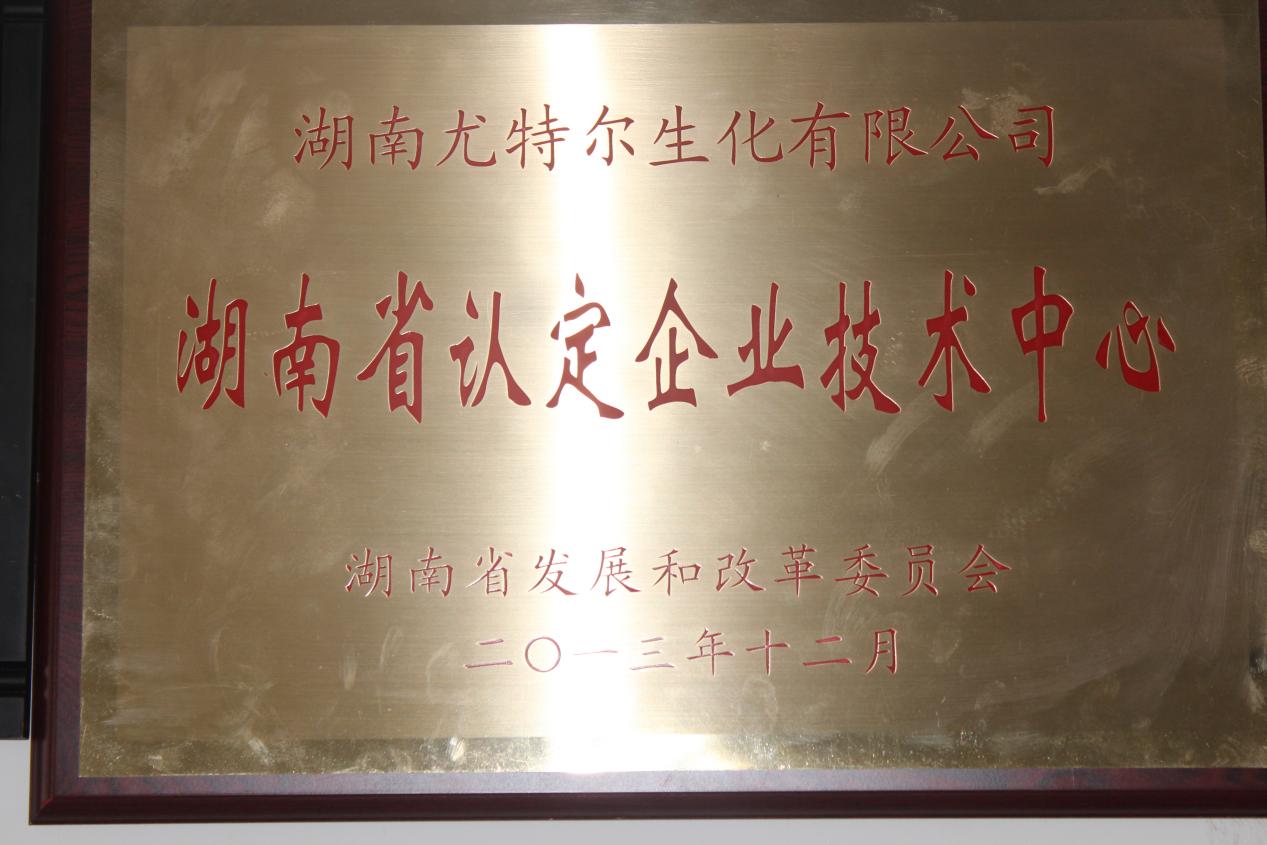 湖南尤特尔生化有限公司
湖南省认定企业技术中心
湖南省发展和改革委员会
二〇一三年十二月